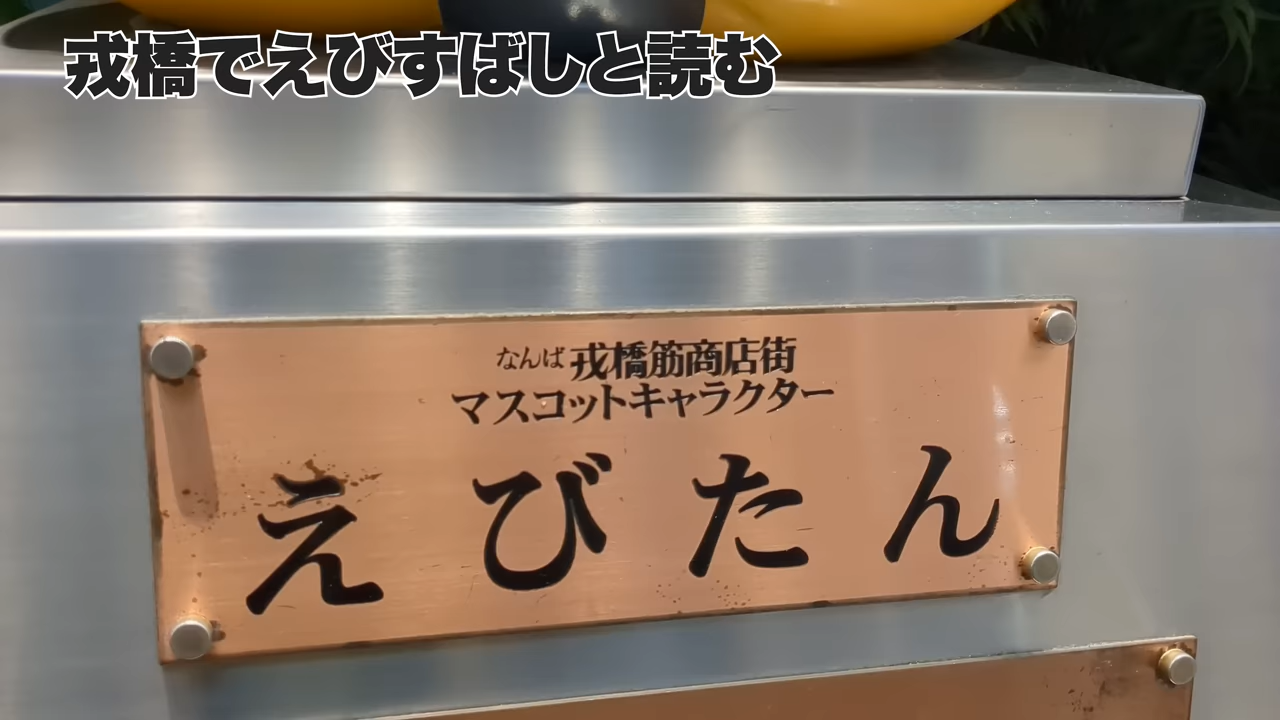 戎橋でえびすばしと読む
なんば戎橋筋商店街
マスコットキャラクター
えびたん